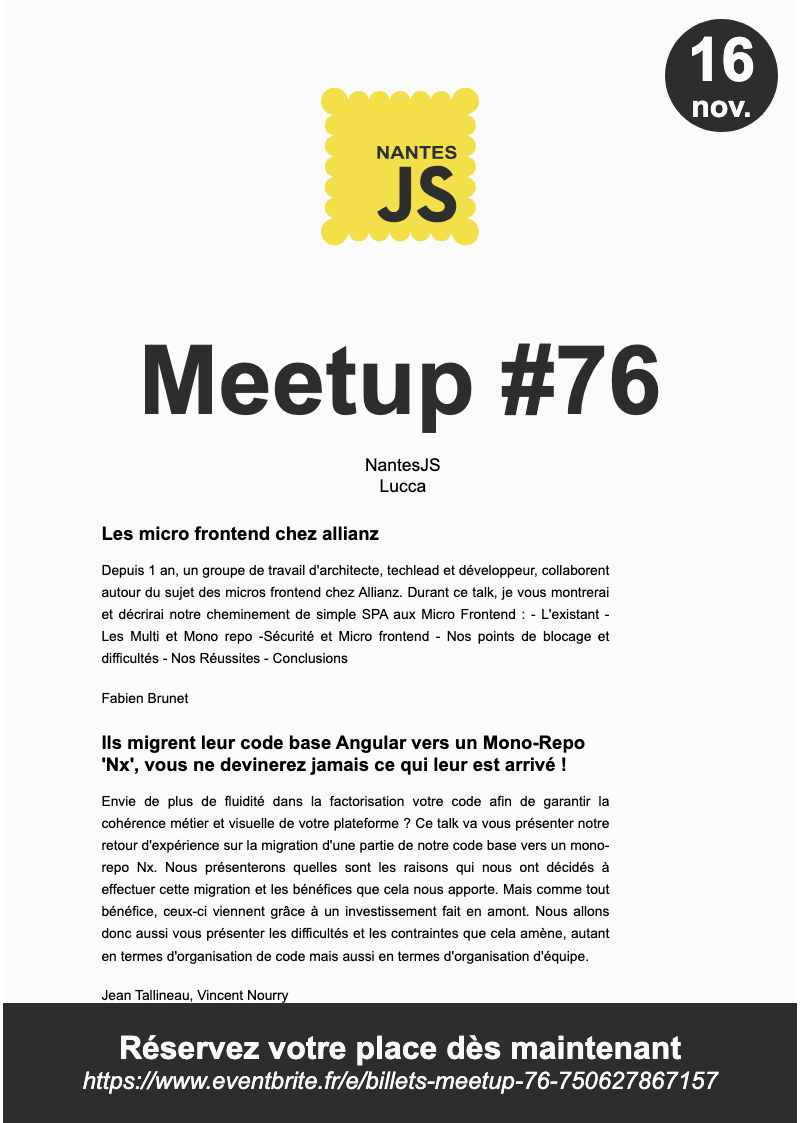 16
nov.
NANTES
JS
Meetup #76
NantesJS
Lucca
Les micro frontend chez allianz
Depuis 1 an, un groupe de travail d'architecte, techlead et développeur, collaborent
autour du sujet des micros frontend chez Allianz. Durant ce talk, je vous montrerai
et décrirai notre cheminement de simple SPA aux Micro Frontend : - L'existant -
Les Multi et Mono repo -Sécurité et Micro frontend - Nos points de blocage et
difficultés - Nos Réussites - Conclusions
Fabien Brunet
Ils migrent leur code base Angular vers un Mono-Repo
'Nx', vous ne devinerez jamais ce qui leur est arrivé !
Envie de plus de fluidité dans la factorisation votre code afin de garantir la
cohérence métier et visuelle de votre plateforme ? Ce talk va vous présenter notre
retour d'expérience sur la migration d'une partie de notre code base vers un mono-
repo Nx. Nous présenterons quelles sont les raisons qui nous ont décidés à
effectuer cette migration et les bénéfices que cela nous apporte. Mais comme tout
bénéfice, ceux-ci viennent grâce à un investissement fait en amont. Nous allons
donc aussi vous présenter les difficultés et les contraintes que cela amène, autant
en termes d'organisation de code mais aussi en termes d'organisation d'équipe.
Jean Tallineau, Vincent Nourry
Réservez votre place dès maintenant
https://www.eventbrite.fr/e/billets-meetup-76-750627867157